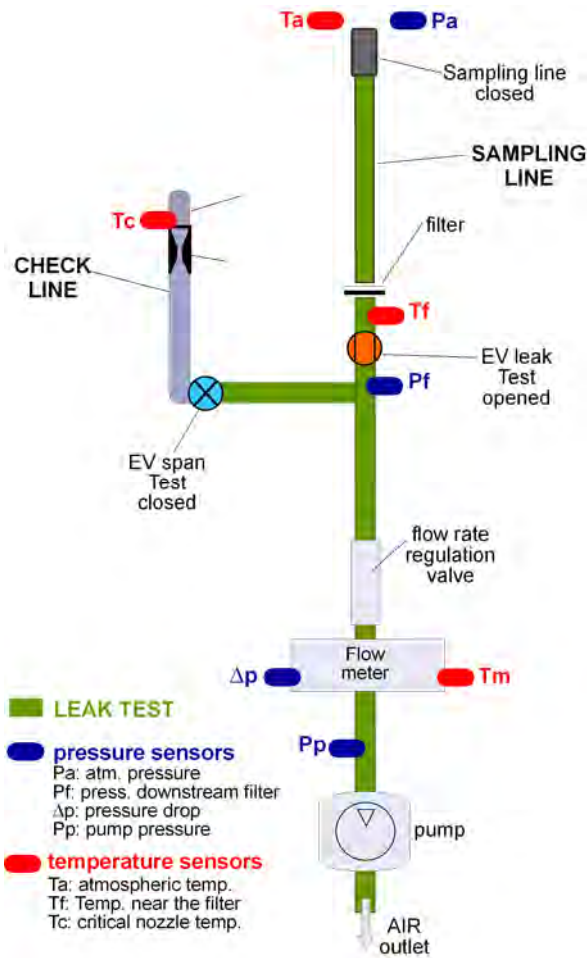 Ta
Pa
Sampling line
closed
SAMPLING
LINE
Tc
filter
CHECK
LINE
Tf
EV leak
Test
opened
Pf
EV span
Test
closed
flow rate
regulation
valve
Flow
meter
Δp
Tm
LEAK TEST
Pp
pressure sensors
Pa: atm. pressure
Pf: press. downstream filter
Δp: pressure drop
Pp: pump pressure
pump
temperature sensors
Ta: atmospheric temp.
Tf: Temp. near the filter
Tc: critical nozzle temp.
AIR
outlet